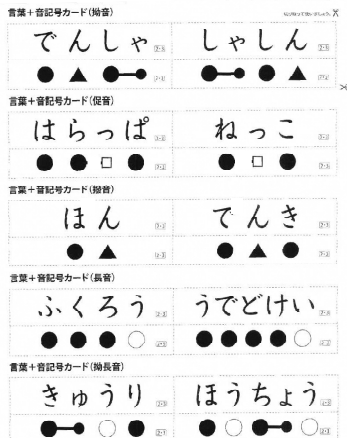 言葉+音記号カード(拗音)
でんしゃ
しゃしん
言葉+音記号カード(促音)
はらっぱ
ねっこ
言葉+音記号カード(撥音)
ほん
でんき
言葉+音記号カード(長音)
ふくろう
うでどけい
言葉+音記号カード(拗長音)
きゅうり
ほうちょう